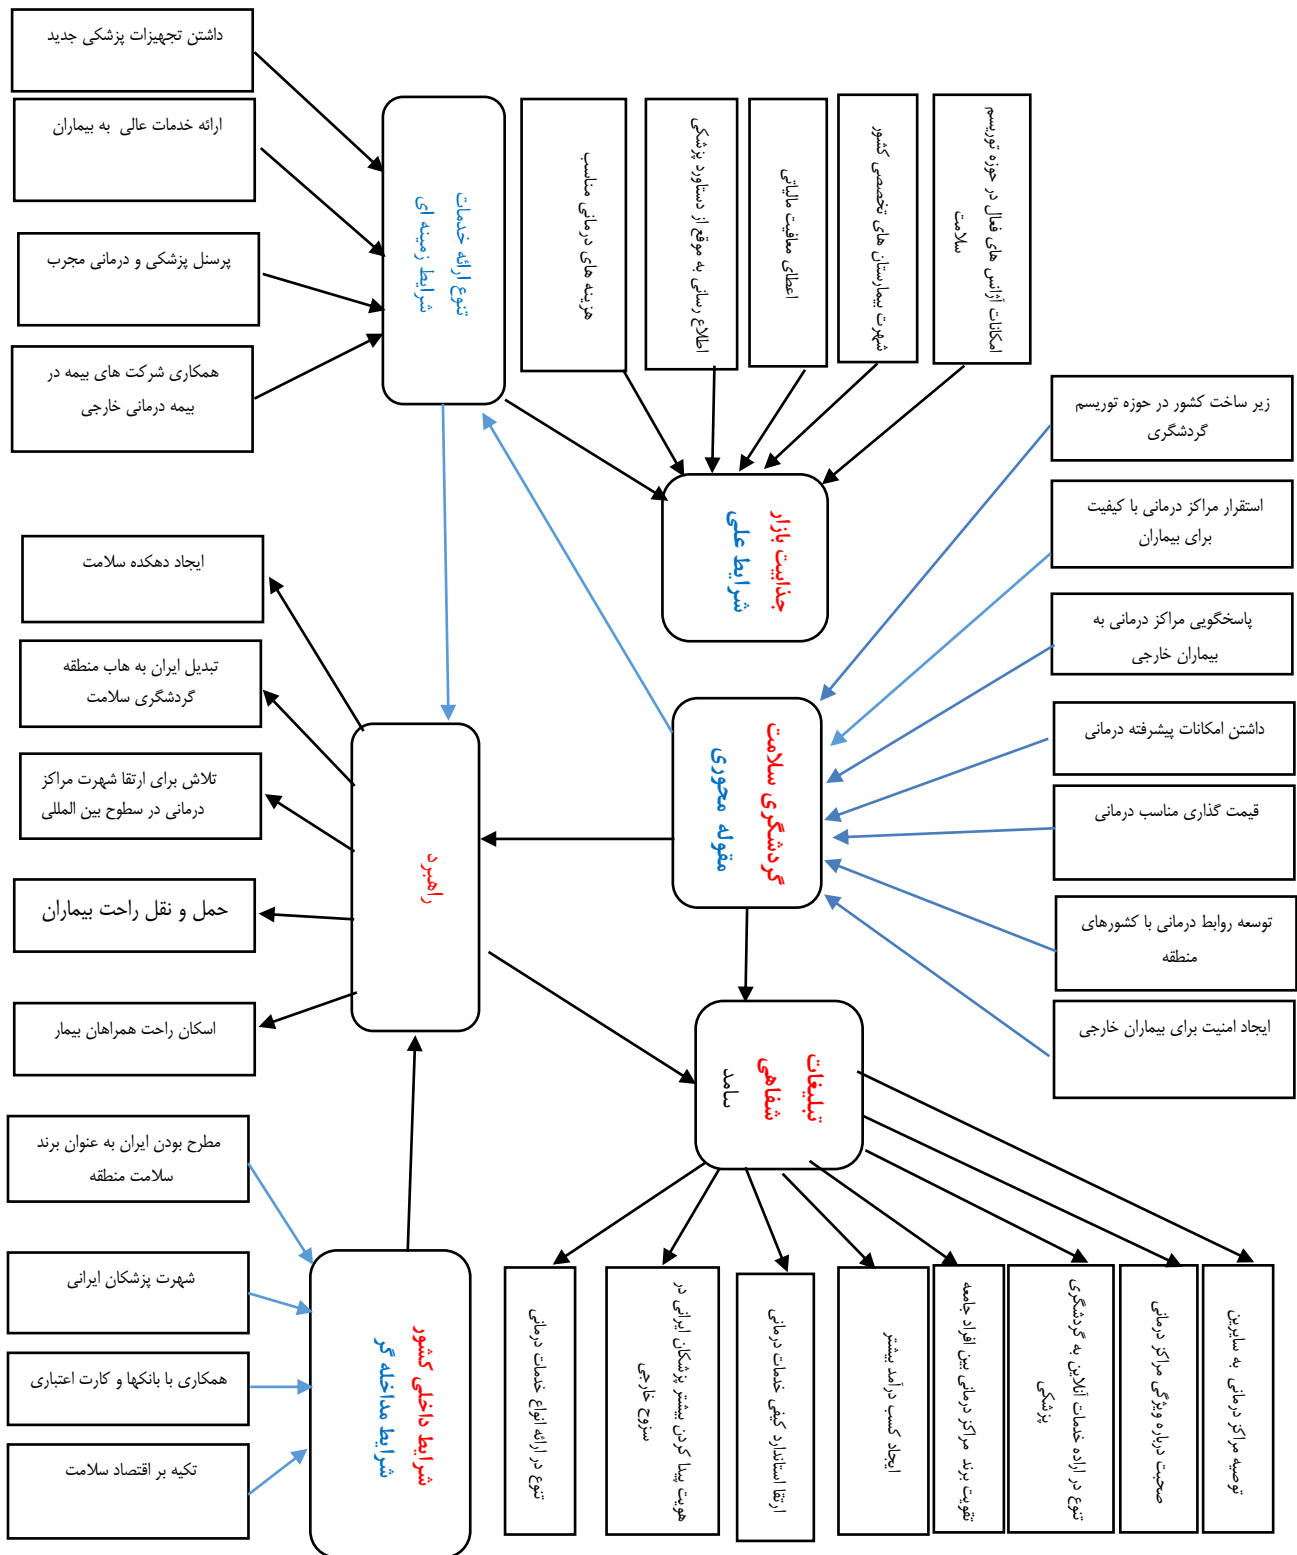 داشتن تجهیزات پزشکی جدید
ارائه خدمات عالی به بیماران
پرسنل پزشکی و درمانی مجرب
همکاری شرکت های بیمه در
بیمه درمانی خارجی
تنوع ارائه خدمات
شرایط زمینه ای
هزینه های درمانی مناسب
اطلاع رسانی به موقع از دستاورد پزشکی
اعطای معافیت مالیاتی
شهرت بیمارستان های تخصصی کشور
امکانات آژانس های فعال در حوزه توریسم
سلامت
جذابیت بازار
شرایط علی
زیر ساخت کشور در حوزه توریسم
گردشگری
استقرار مراکز درمانی با کیفیت
برای بیماران
پاسخگویی مراکز درمانی به
بیماران خارجی
داشتن امکانات پیشرفته درمانی
قیمت گذاری مناسب درمانی
توسعه روابط درمانی با کشورهای
منطقه
ایجاد امنیت برای بیماران خارجی
گردشگری سلامت
مقوله محوری
ایجاد دهکده سلامت
تبدیل ایران به هاب منطقه
گردشگری سلامت
تلاش برای ارتقا شهرت مراکز
درمانی در سطوح بین المللی
حمل و نقل راحت بیماران
اسکان راحت همراهان بیمار
راهبرد
تبلیغات
شفاهی
سامد
مطرح بودن ایران به عنوان برند
سلامت منطقه
شهرت پزشکان ایرانی
همکاری با بانکها و کارت اعتباری
تکیه بر اقتصاد سلامت
شرایط داخلی کشور
شرایط مداخله گر
تنوع در ارائه انواع خدمات درمانی
هویت پیدا کردن بیشتر پزشکان ایرانی در
سزوح خارجی
ارتقا استاندارد کیفی خدمات درمانی
ایجاد کسب درآمد بیشتر
تقویت برند مراکز درمانی بین افراد جامعه
تنوع در اراده خدمات آنلاین به گردشگری
پزشکی
صحبت درباره ویژگی مراکز درمانی
توصیه مراکز درمانی به سایرین